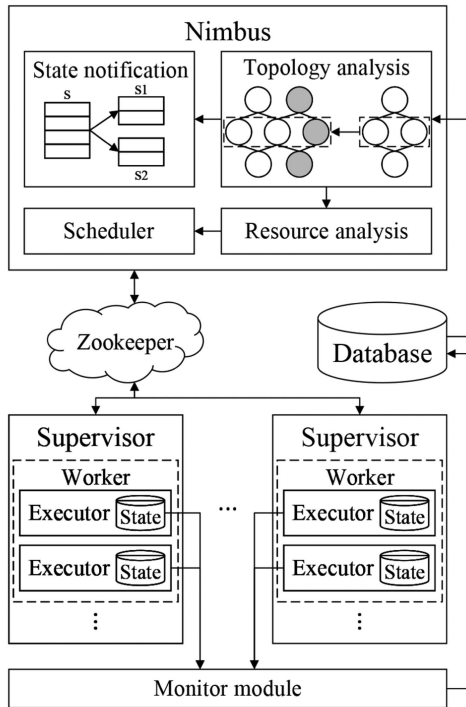 Nimbus
State notification
s
s1
s2
Topology analysis
Scheduler
Resource analysis
Zookeeper
Database
Supervisor
Worker
Executor
State
Executor
State
...
...
Supervisor
Worker
Executor
State
Executor
State
...
Monitor module